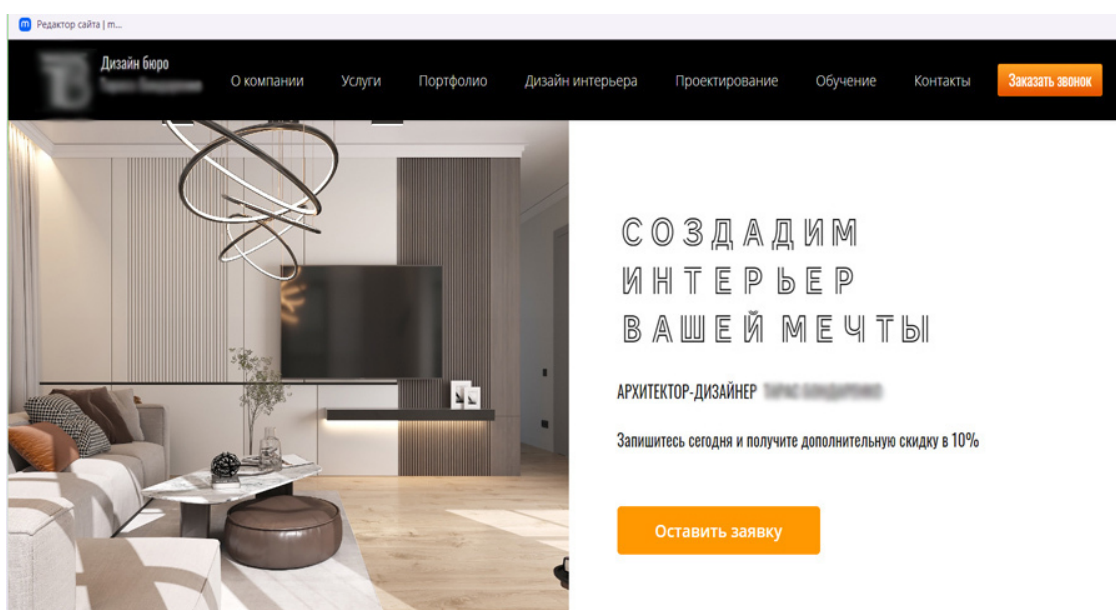 Редактор сайта | m...
Дизайн бюро
О компании
Услуги
Портфолио
Дизайн интерьера
Проектирование
Обучение
Контакты
Заказать звонок
СОЗДАДИМ
ИНТЕРЬЕР
ВАШЕЙ МЕЧТЫ
АРХИТЕКТОР-ДИЗАЙНЕР
Запишитесь сегодня и получите дополнительную скидку в 10%
Оставить заявку